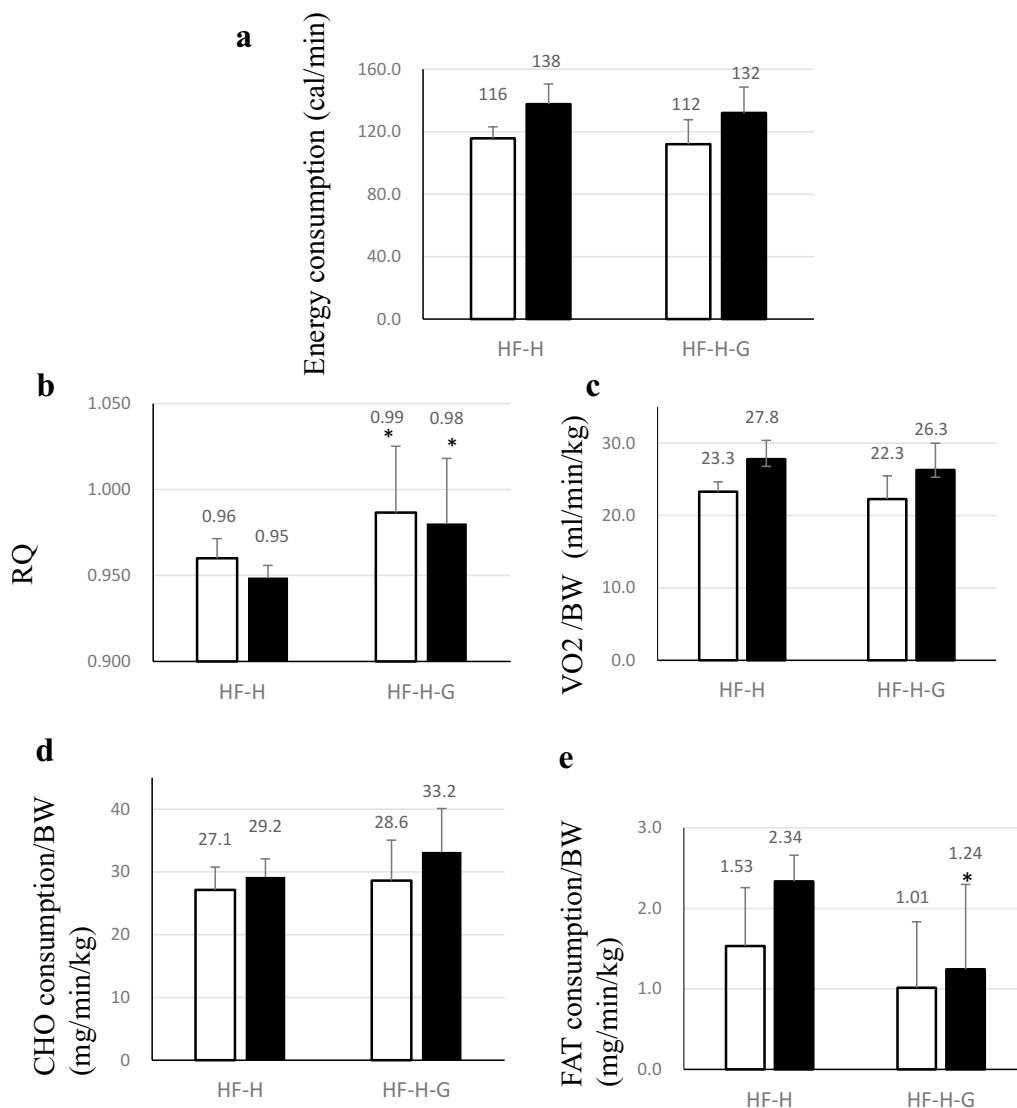 a
Energy consumption (cal/min)
160.0
120.0
80.0
40.0
0.0
116
138
112
132
HF-H
HF-H-G
b
RQ
1.050
1.000
0.950
0.900
0.96
0.95
0.99
*
0.98
*
HF-H
HF-H-G
c
VO2 /BW (ml/min/kg)
30.0
20.0
10.0
0.0
23.3
27.8
22.3
26.3
HF-H
HF-H-G
d
CHO consumption/BW
(mg/min/kg)
40
30
20
10
0
27.1
29.2
28.6
33.2
HF-H
HF-H-G
e
FAT consumption/BW
(mg/min/kg)
3.0
2.0
1.0
0.0
1.53
2.34
1.01
1.24
*
HF-H
HF-H-G